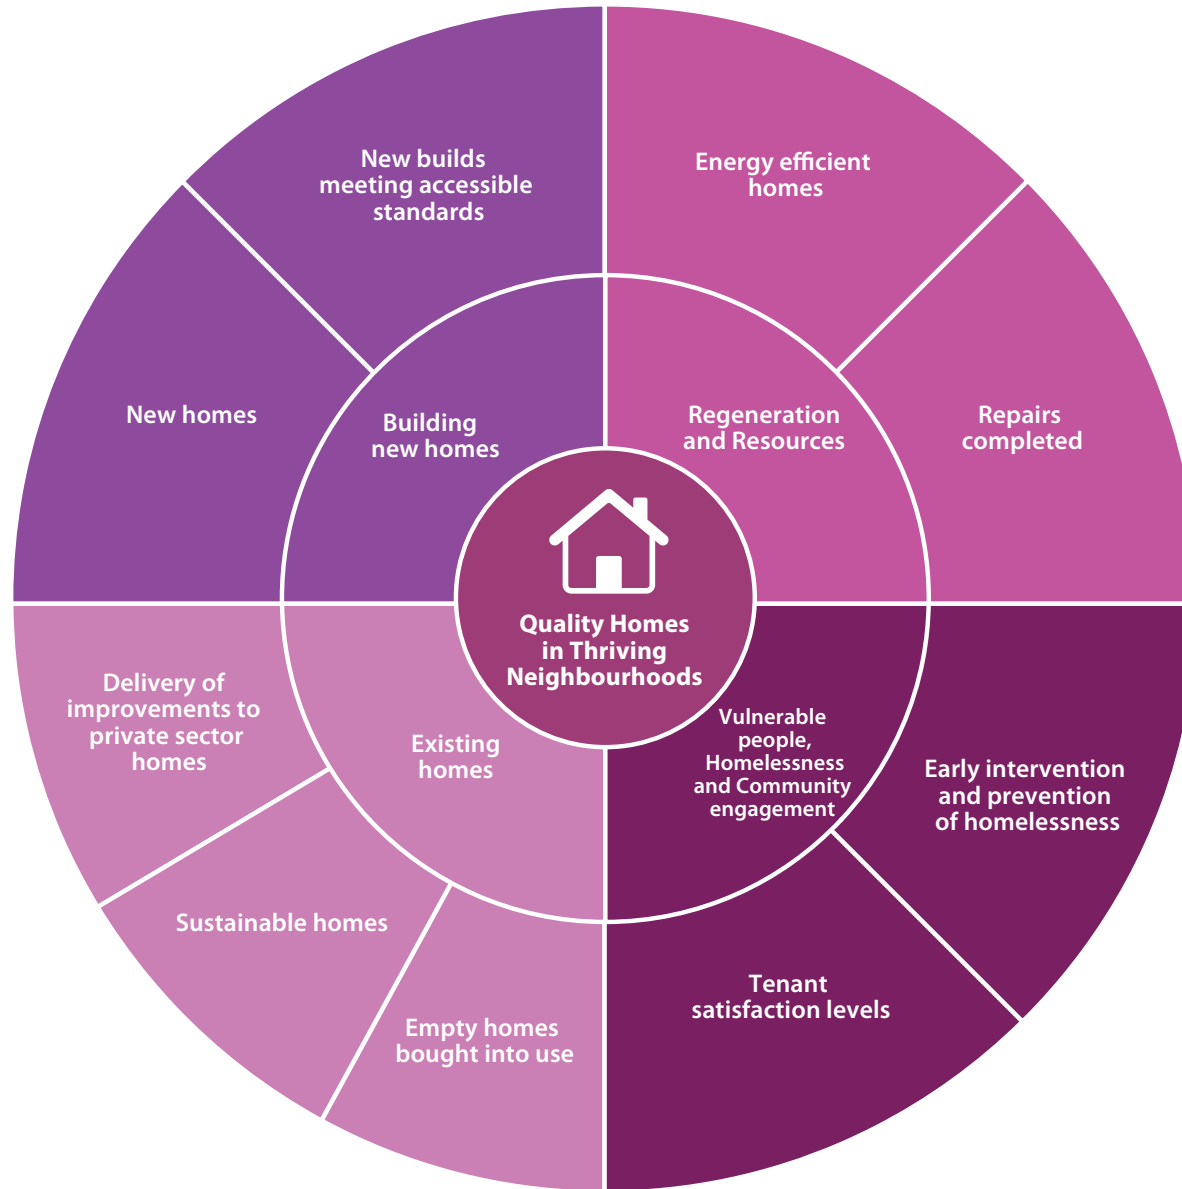 New builds
meeting accessible
standards
Energy efficient
homes
New homes
Building
new homes
Regeneration
and Resources
Repairs
completed
Quality Homes
in Thriving
Neighbourhoods
Delivery of
improvements to
private sector
homes
Existing
homes
Vulnerable
people,
Homelessness
and Community
engagement
Early intervention
and prevention
of homelessness
Sustainable homes
Empty homes
bought into use
Tenant
satisfaction levels